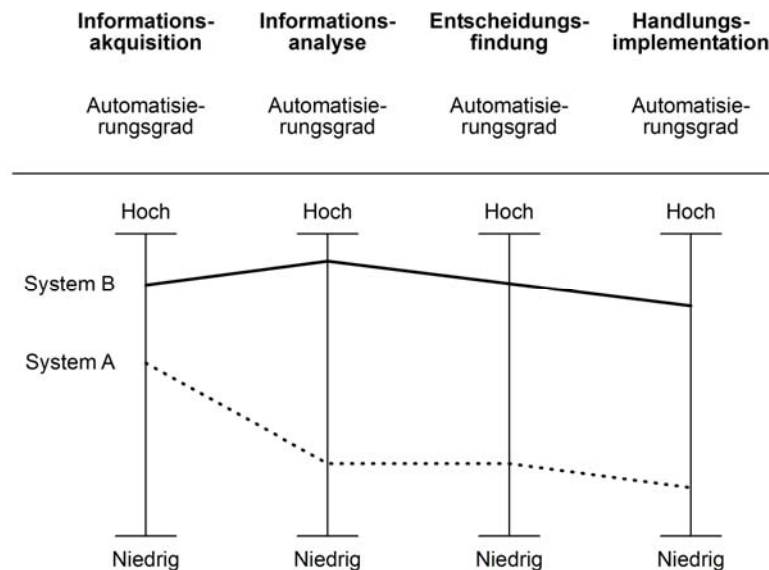 Informations- Informations- Entscheidungs- Handlungs-
akquisition analyse findung implementation
Automatisie- Automatisie- Automatisie- Automatisie-
rungsgrad rungsgrad rungsgrad rungsgrad
Hoch Hoch Hoch Hoch
System B
System A
Niedrig Niedrig Niedrig Niedrig